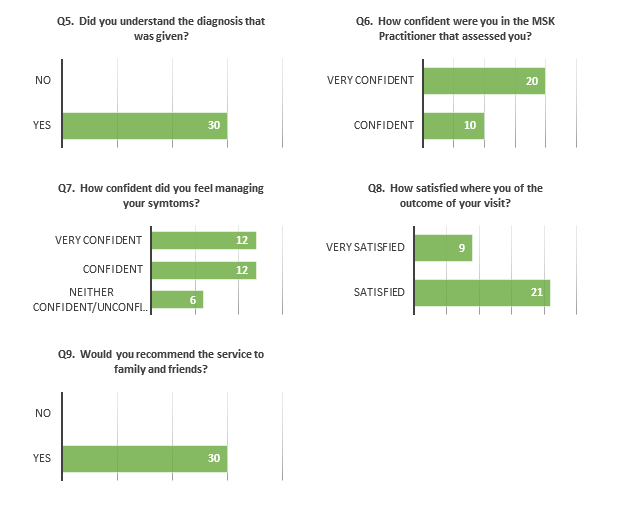 Q5. Did you understand the diagnosis that
was given?
NO
YES
30
Q6. How confident were you in the MSK
Practitioner that assessed you?
VERY CONFIDENT
20
CONFIDENT
10
Q7. How confident did you feel managing
your symtoms?
VERY CONFIDENT
12
CONFIDENT
12
NEITHER
CONFIDENT/UNCONFI..
6
Q8. How satisfied where you of the
outcome of your visit?
VERY SATISFIED
9
SATISFIED
21
Q9. Would you recommend the service to
family and friends?
NO
YES
30